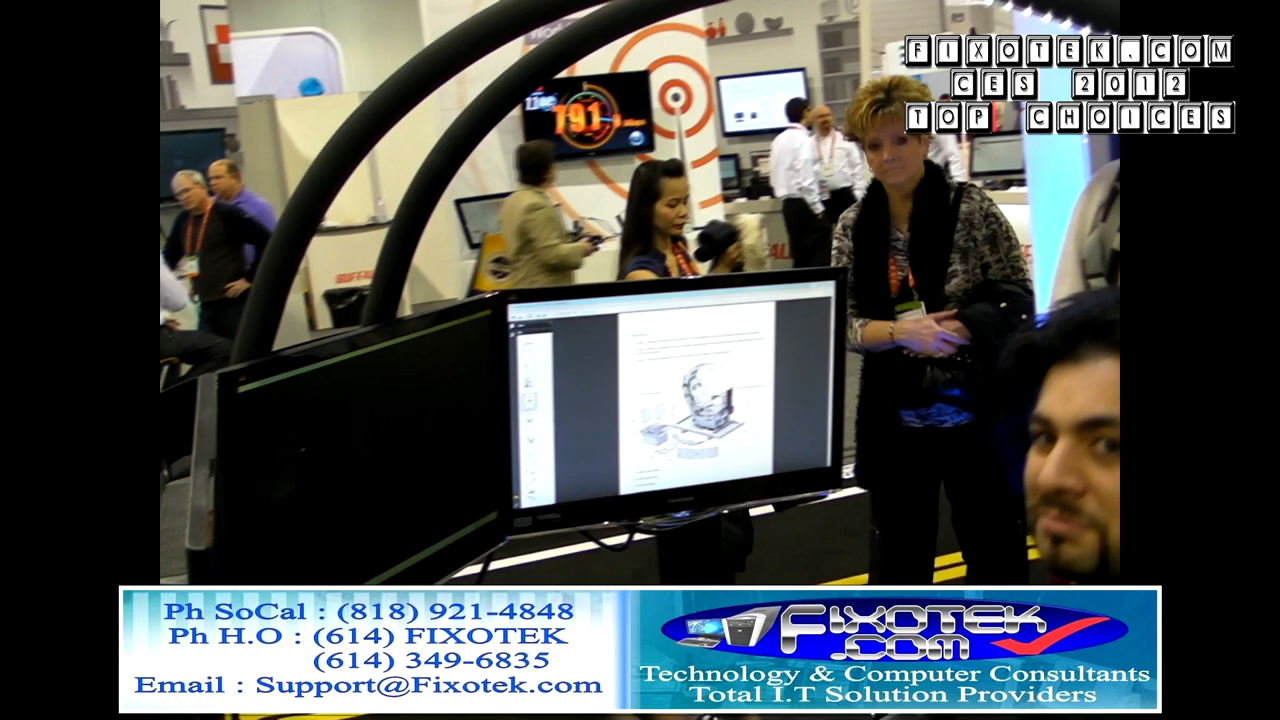 FIXOTEK.COM
CES 2012
TOP CHOICES
191
BUFFAL
Ph SoCal : (818) 921-4848
Ph H.O : (614) FIXOTEK
(614) 349-6835
Email : Support@Fixotek.com
FIXOTEK
.COM
Technology & Computer Consultants
Total I.T Solution Providers